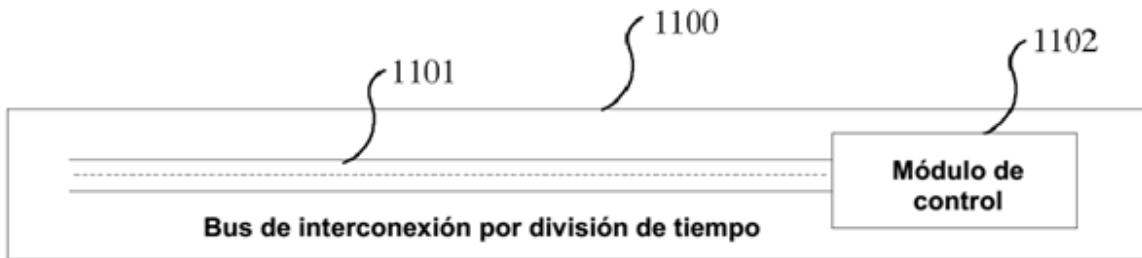 1100
1102
1101
Módulo de
control
Bus de interconexión por división de tiempo